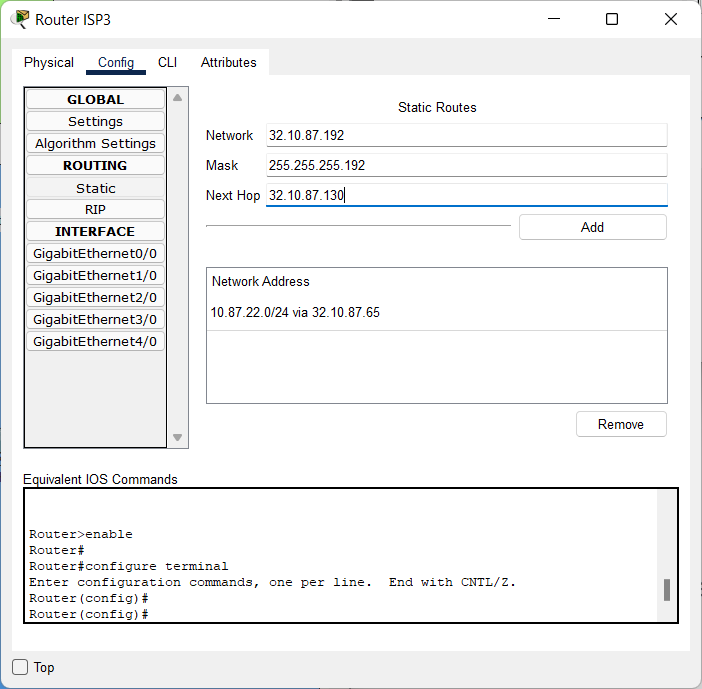 Router ISP3
Physical Config CLI Attributes
GLOBAL
Settings
Algorithm Settings
ROUTING
Static
RIP
INTERFACE
GigabitEthernet0/0
GigabitEthernet1/0
GigabitEthernet2/0
GigabitEthernet3/0
GigabitEthernet4/0
Static Routes
Network 32.10.87.192
Mask 255.255.255.192
Next Hop 32.10.87.130
Add
Network Address
10.87.22.0/24 via 32.10.87.65
Remove
Equivalent IOS Commands
Router>enable
Router#
Router#configure terminal
Enter configuration commands, one per line.  End with CNTL/Z.
Router(config)#
Router(config)#
Top